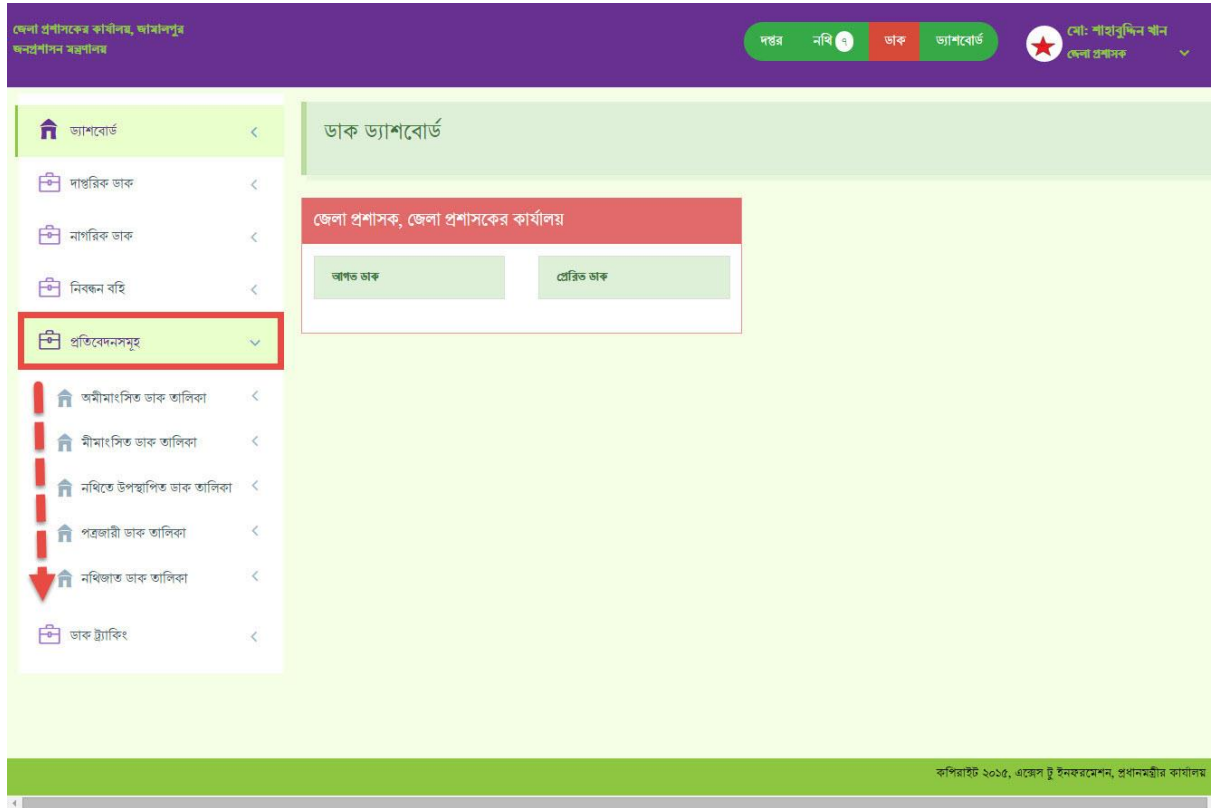 জেলা প্রশাসকের কার্যালয়, জামালপুর
জনপ্রশাসন মন্ত্রণালয়
দপ্তর নথি ৭ ডাক ড্যাশবোর্ড
মো: শাহাবুদ্দিন খান
জেলা প্রশাসক
ড্যাশবোর্ড
দাপ্তরিক ডাক
নাগরিক ডাক
নিবন্ধন বহি
প্রতিবেদনসমূহ
অমীমাংসিত ডাক তালিকা
মীমাংসিত ডাক তালিকা
নথিতে উপস্থাপিত ডাক তালিকা
পত্রজারী ডাক তালিকা
নথিজাত ডাক তালিকা
ডাক ট্র্যাকিং
ডাক ড্যাশবোর্ড
জেলা প্রশাসক, জেলা প্রশাসকের কার্যালয়
আগত ডাক প্রেরিত ডাক
কপিরাইট ২০১৫, এক্সেস টু ইনফরমেশন, প্রধানমন্ত্রীর কার্যালয়